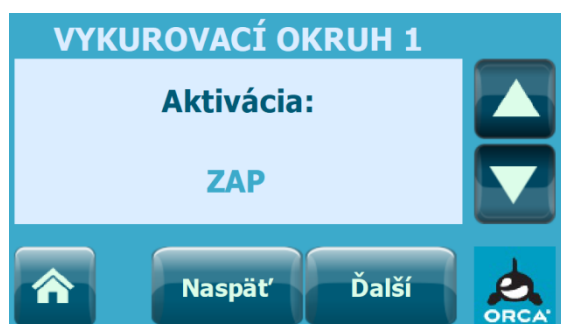 VYKUROVACÍ OKRUH 1
Aktivácia:
ZAP
Naspäť
Ďalší
ORCA